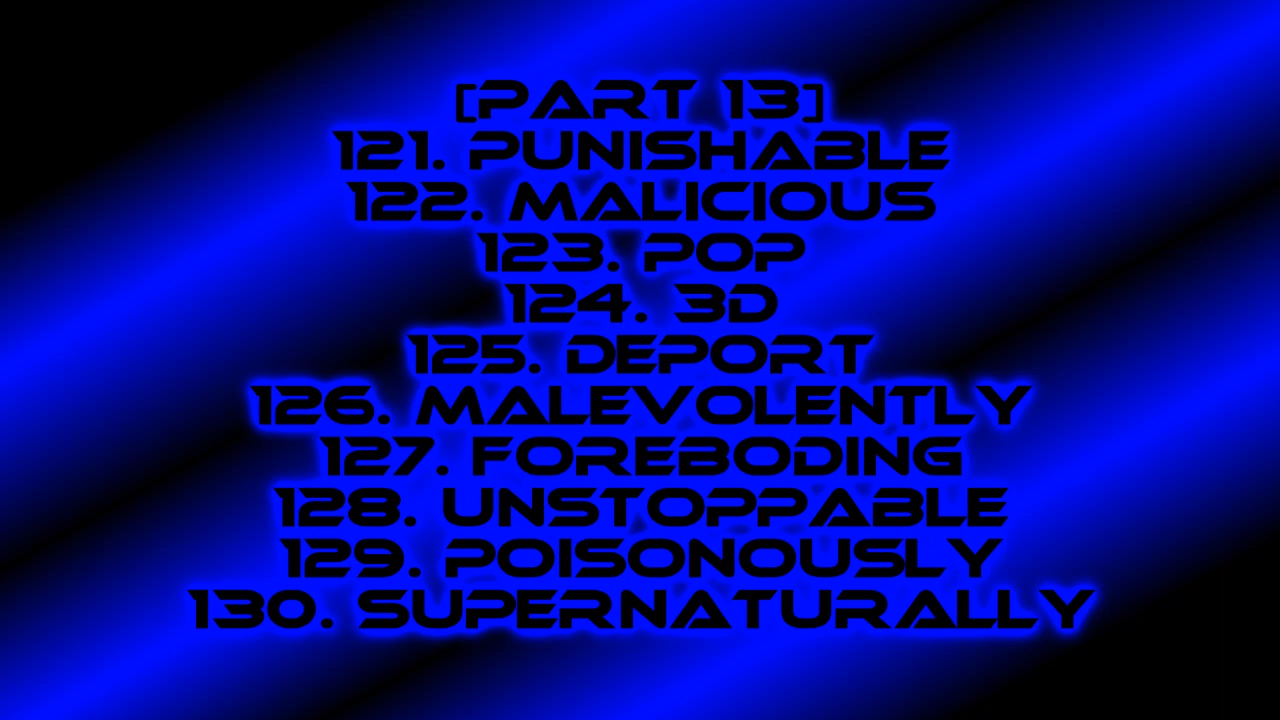 [PART 13]
121. PUNISHABLE
122. MALICIOUS
123. POP
124. 3D
125. DEPORT
126. MALEVOLENTLY
127. FOREBODING
128. UNSTOPPABLE
129. POISONOUSLY
130. SUPERNATURALLY